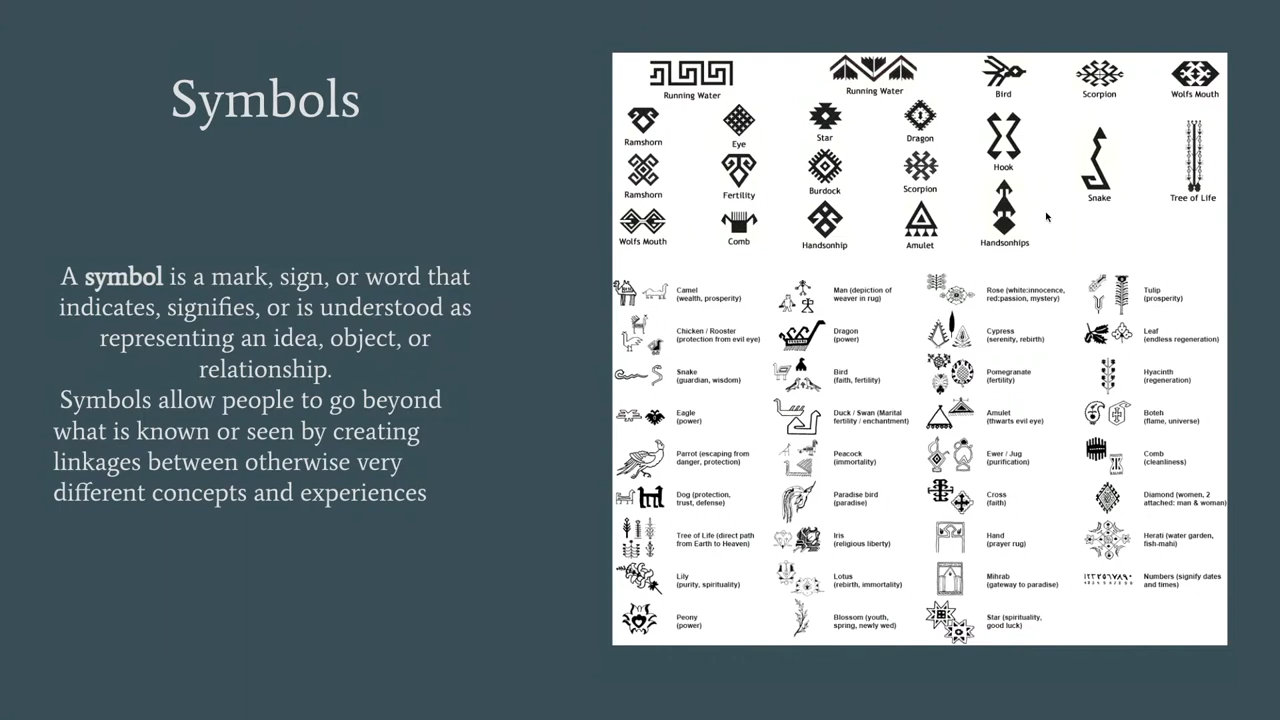 Symbols
A symbol is a mark, sign, or word that
indicates, signifies, or is understood as
representing an idea, object, or
relationship.
Symbols allow people to go beyond
what is known or seen by creating
linkages between otherwise very
different concepts and experiences
Running Water
Running Water
Bird
Scorpion
Wolfs Mouth
Ramshorn
Eye
Star
Dragon
Hook
Snake
Tree of Life
Ramshorn
Fertility
Burdock
Scorpion
Wolfs Mouth
Comb
Handsonhip
Amulet
Handsonhips
Camel
(wealth, prosperity)
Man (depiction of
weaver in rug)
Rose (white:innocence,
red:passion, mystery)
Tulip
(prosperity)
Chicken / Rooster
(protection from evil eye)
Dragon
(power)
Cypress
(serenity, rebirth)
Leaf
(endless regeneration)
Snake
(guardian, wisdom)
Bird
(faith, fertility)
Pomegranate
(fertility)
Hyacinth
(regeneration)
Eagle
(power)
Duck / Swan (Marital
fertility / enchantment)
Amulet
(thwarts evil eye)
Boteh
(flame, universe)
Parrot (escaping from
danger, protection)
Peacock
(immortality)
Ewer / Jug
(purification)
Comb
(cleanliness)
Dog (protection,
trust, defense)
Paradise bird
(paradise)
Cross
(faith)
Diamond (women, 2
attached: man & woman)
Tree of Life (direct path
from Earth to Heaven)
Iris
(religious liberty)
Hand
(prayer rug)
Herati (water garden,
fish-mahi)
Lily
(purity, spirituality)
Lotus
(rebirth, immortality)
Mihrab
(gateway to paradise)
Numbers (signify dates
and times)
Peony
(power)
Blossom (youth,
spring, newly wed)
Star (spirituality,
good luck)